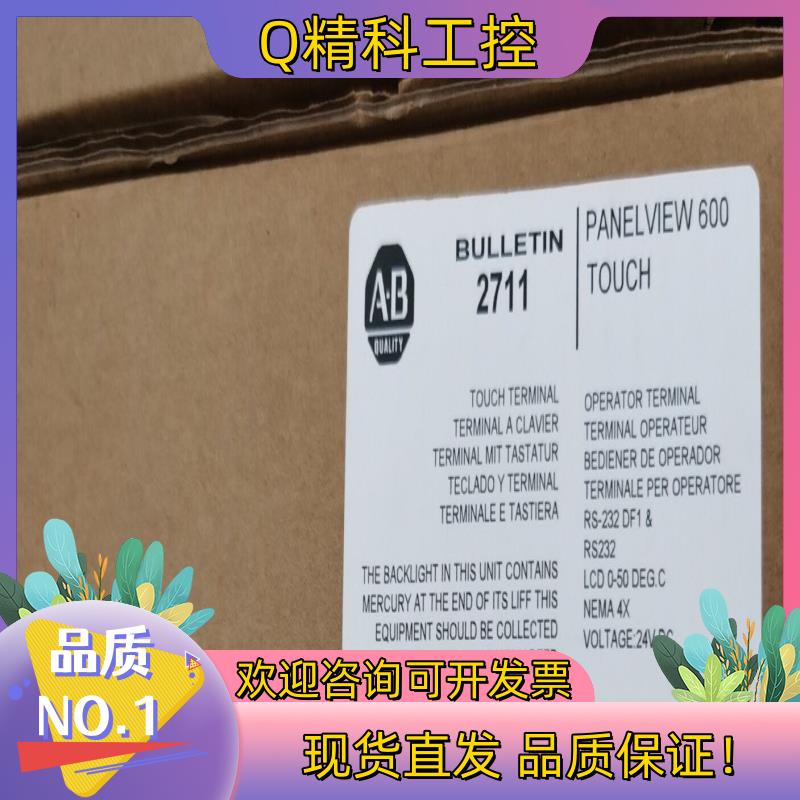 Q精科工控
A·B
QUALITY
BULLETIN
2711
PANELVIEW 600
TOUCH
TOUCH TERMINAL
TERMINAL A CLAVIER
TERMINAL MIT TASTATUR
TECLADO Y TERMINAL
TERMINALE E TASTIERA
OPERATOR TERMINAL
TERMINAL OPERATEUR
BEDIENER DE OPERADOR
TERMINALE PER OPERATORE
RS-232 DF1 &
RS232
LCD 0-50 DEG.C
NEMA 4X
VOLTAGE:24V DC
THE BACKLIGHT IN THIS UNIT CONTAINS
MERCURY AT THE END OF ITS LIFF THIS
EQUIPMENT SHOULD BE COLLECTED
品质
NO.1
欢迎咨询可开发票
现货直发 品质保证！